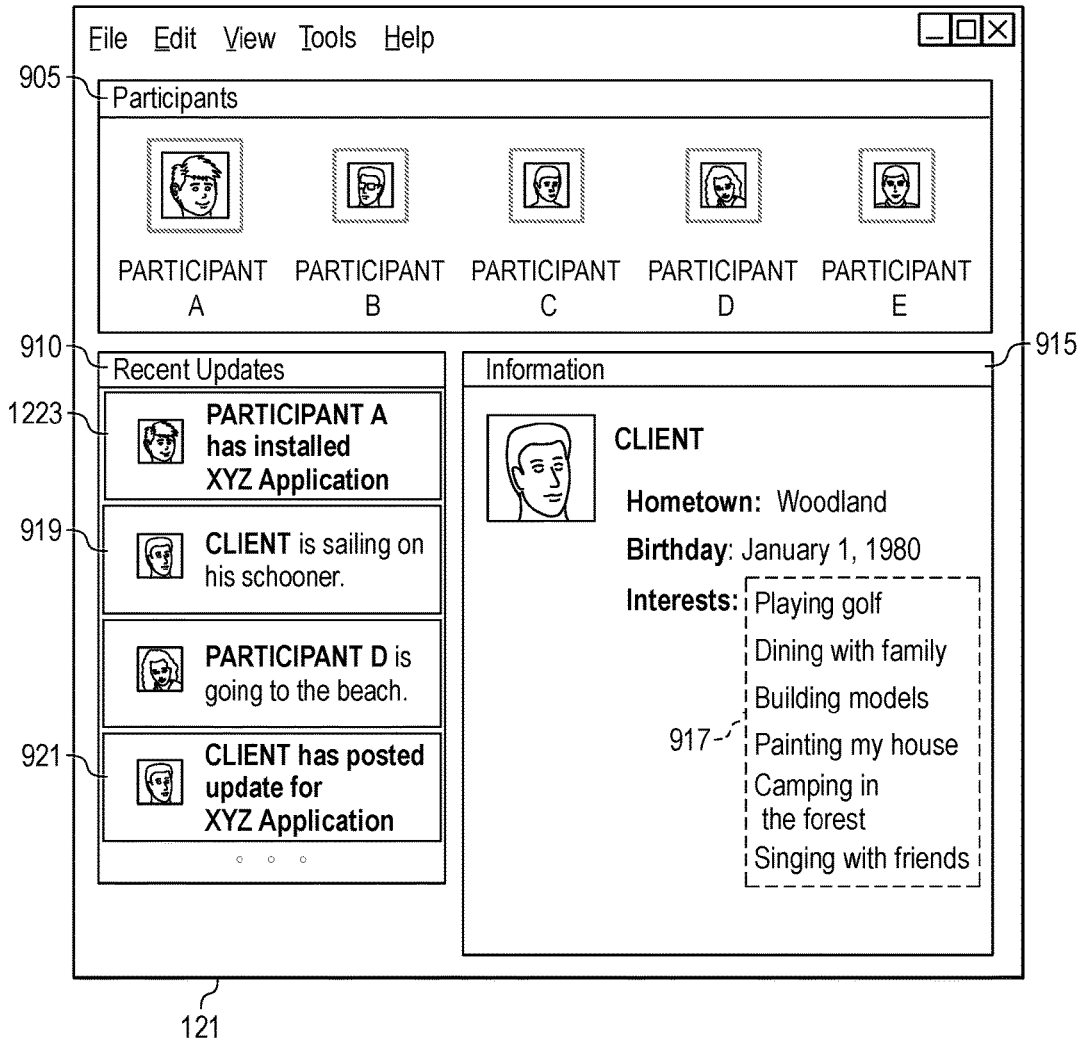 File Edit View Tools Help
905
Participants
PARTICIPANT A
PARTICIPANT B
PARTICIPANT C
PARTICIPANT D
PARTICIPANT E
910
Recent Updates
1223
PARTICIPANT A
has installed
XYZ Application
919
CLIENT is sailing on
his schooner.
PARTICIPANT D is
going to the beach.
921
CLIENT has posted
update for
XYZ Application
915
Information
CLIENT
Hometown: Woodland
Birthday: January 1, 1980
Interests: Playing golf
Dining with family
Building models
917
Painting my house
Camping in
the forest
Singing with friends
121